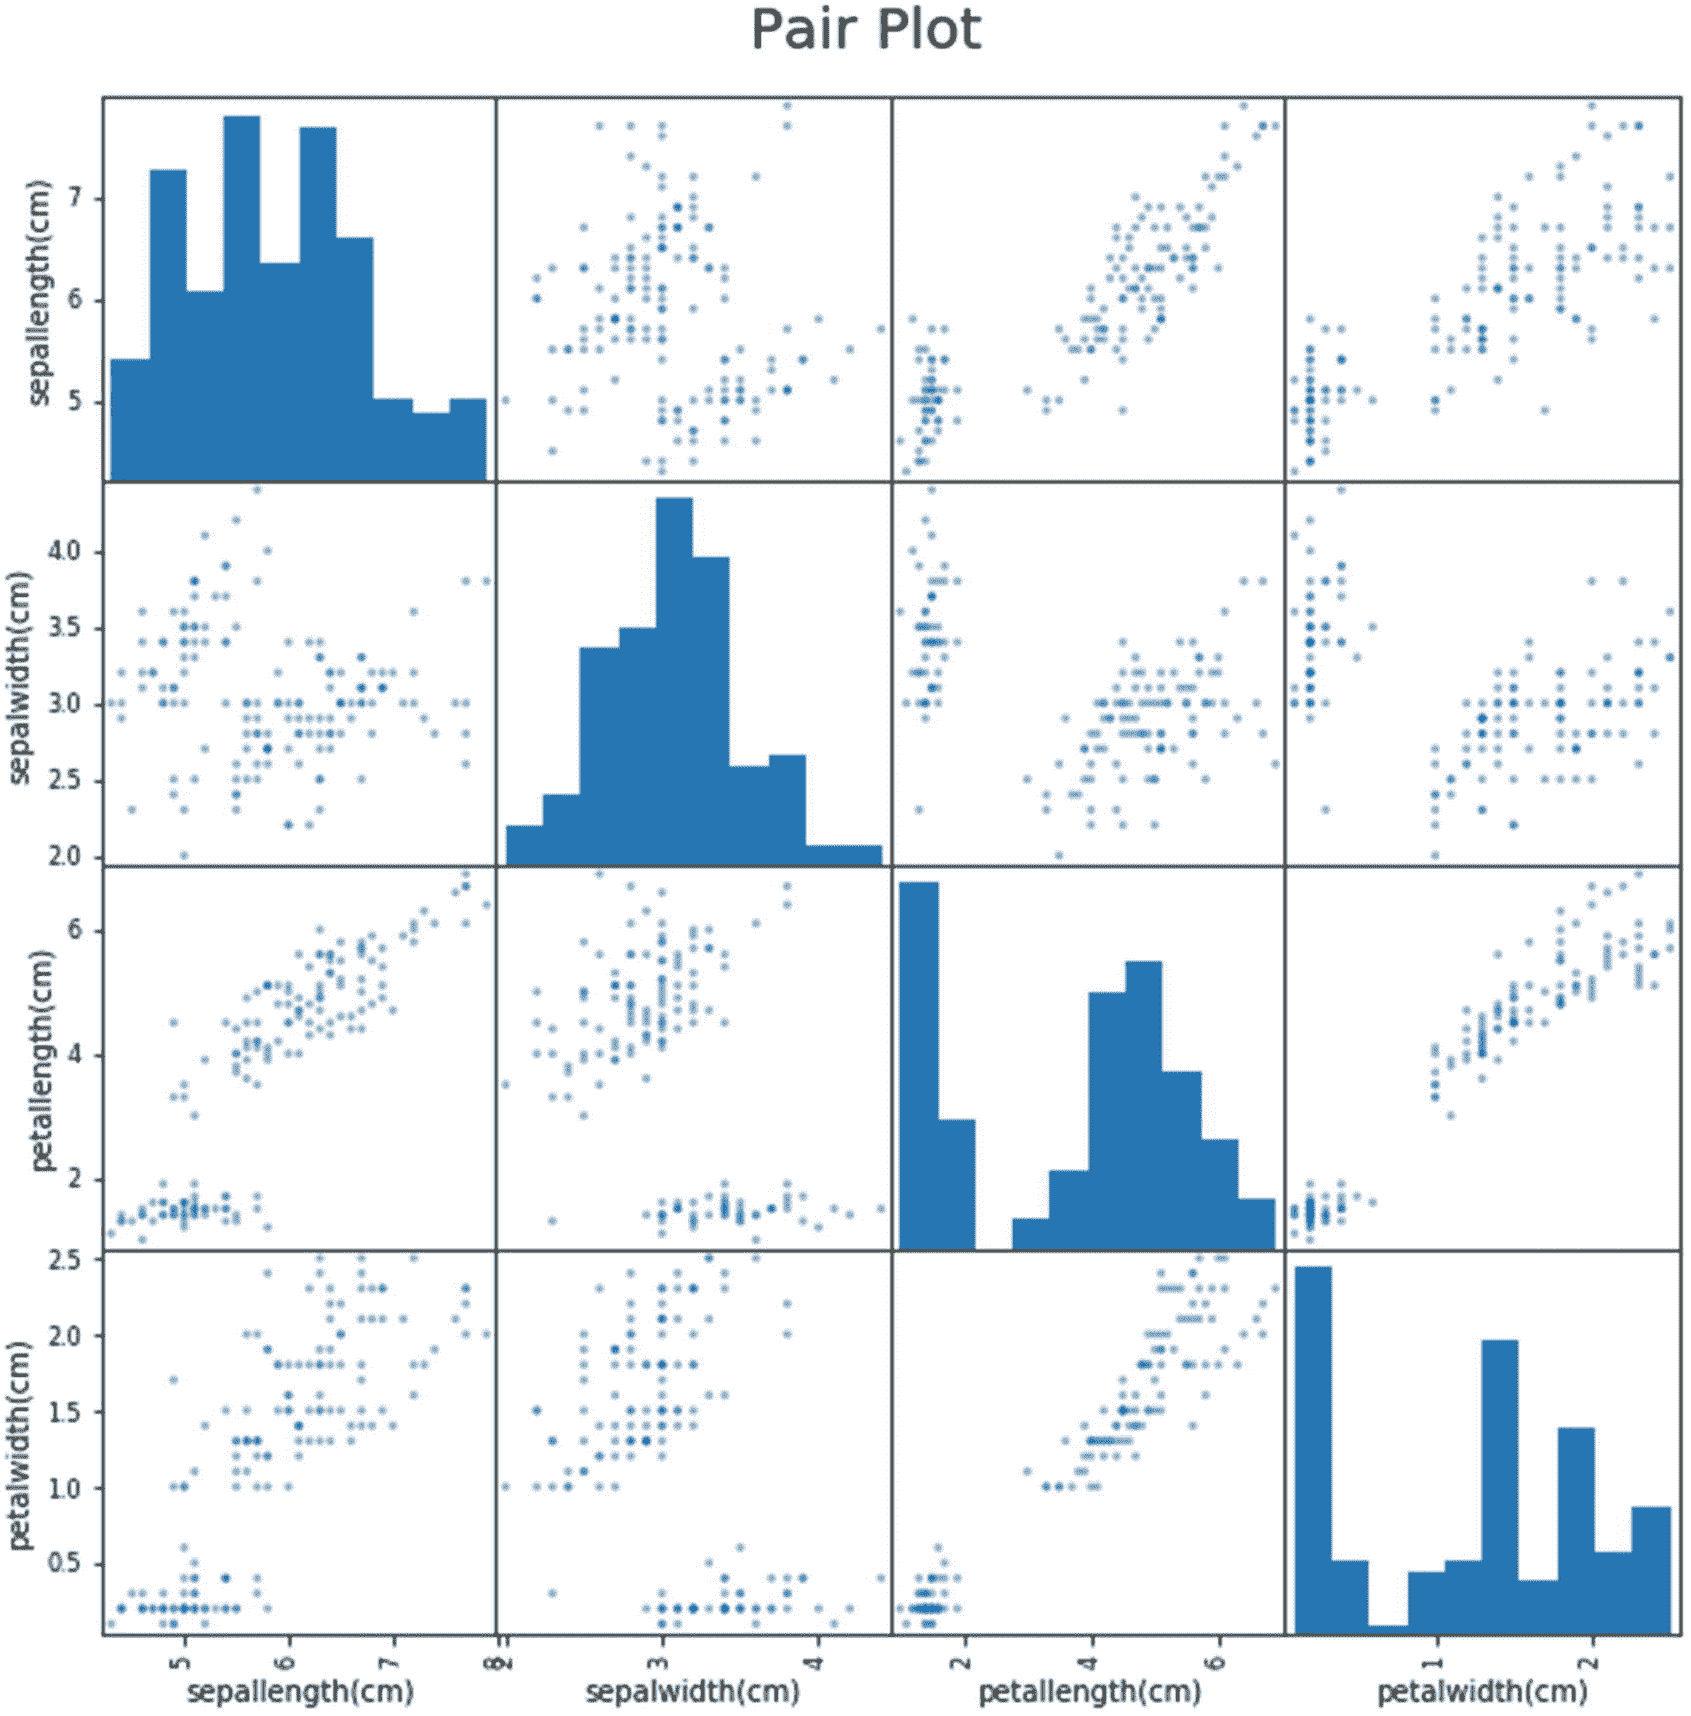 Pair Plot
sepallength(cm)
7
6
5
sepalwidth(cm)
4.0
3.5
3.0
2.5
2.0
petallength(cm)
6
4
2
petalwidth(cm)
2.5
2.0
1.5
1.0
0.5
5 6 7 8 2 3 4 2 4 6 1 2
sepallength(cm) sepalwidth(cm) petallength(cm) petalwidth(cm)